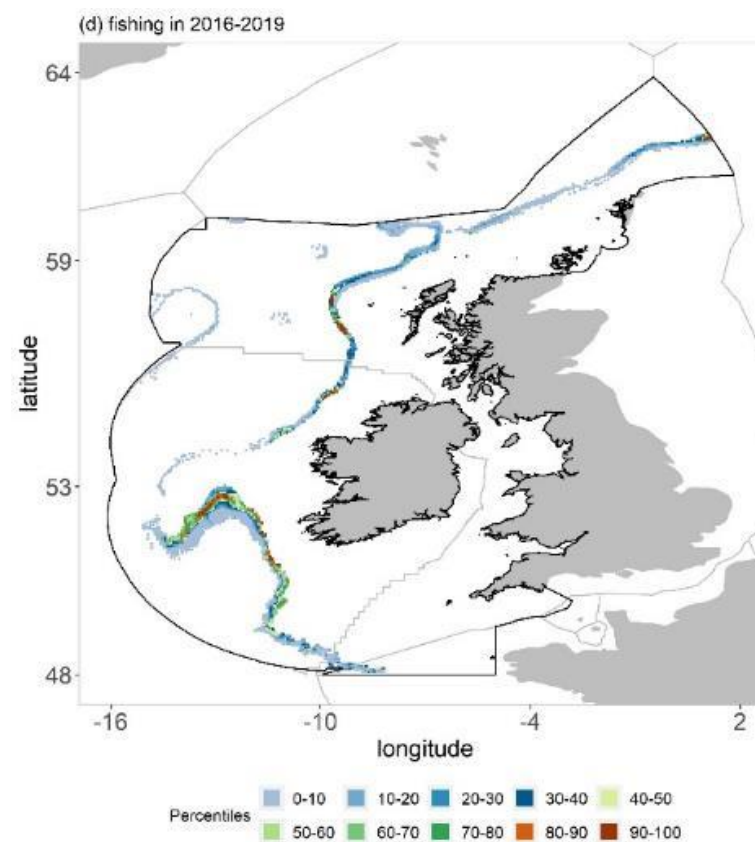 (d) fishing in 2016-2019
64
59
53
48
latitude
-16 -10 -4 2
longitude
Percentiles
0-10 10-20 20-30 30-40 40-50
50-60 60-70 70-80 80-90 90-100